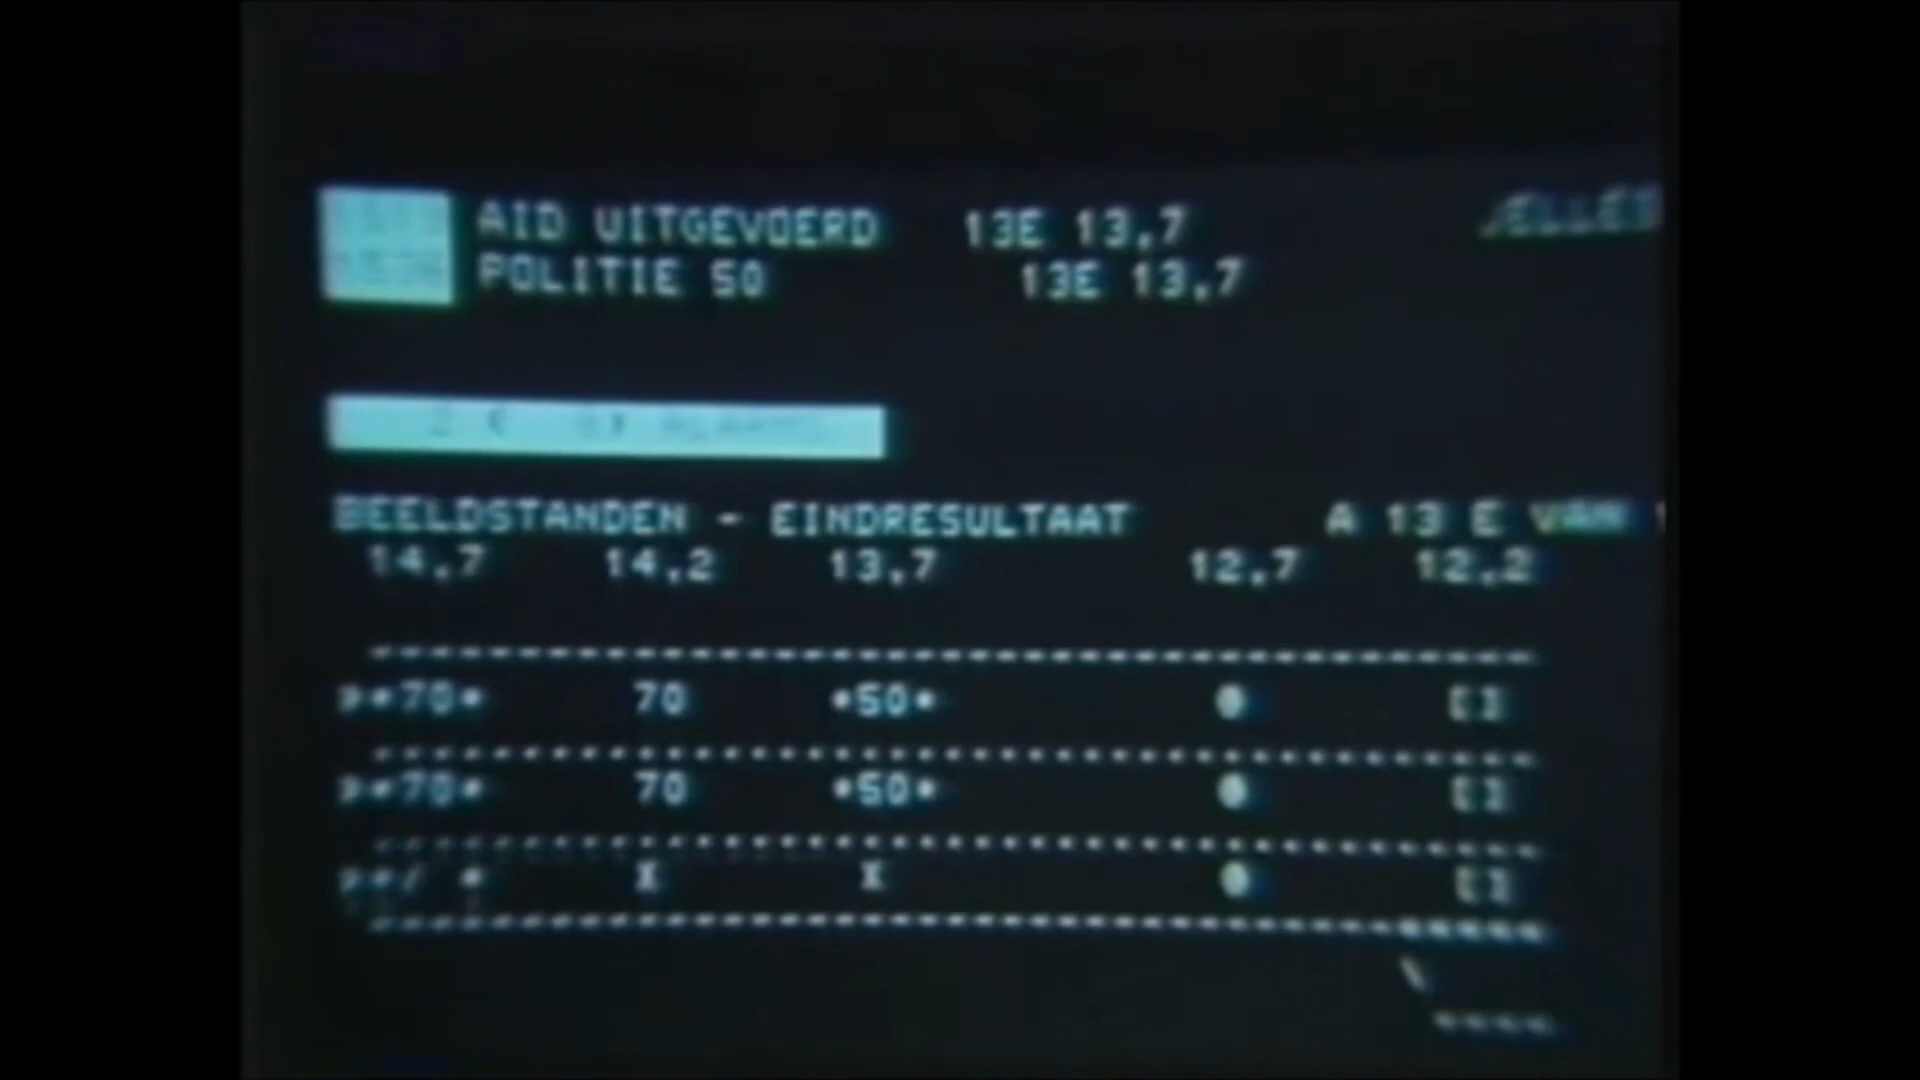 AID UITGEVOERD 13E 13,7
POLITIE 50 13E 13,7
BEELDSTANDEN - EINDRESULTAAT A 13 E VAN
14,7 14,2 13,7 12,7 12,2
*70* 70 *50*
*70* 70 *50*
X X